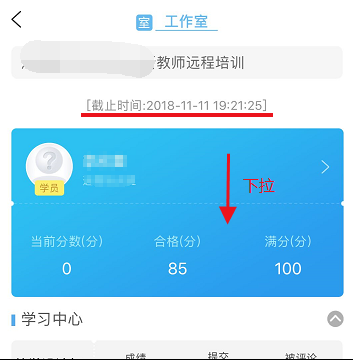 室 工作室
教师远程培训
[截止时间:2018-11-11 19:21:25]
学员
下拉
当前分数(分) 合格(分) 满分(分)
0 85 100
学习中心
成绩 提交 被评论